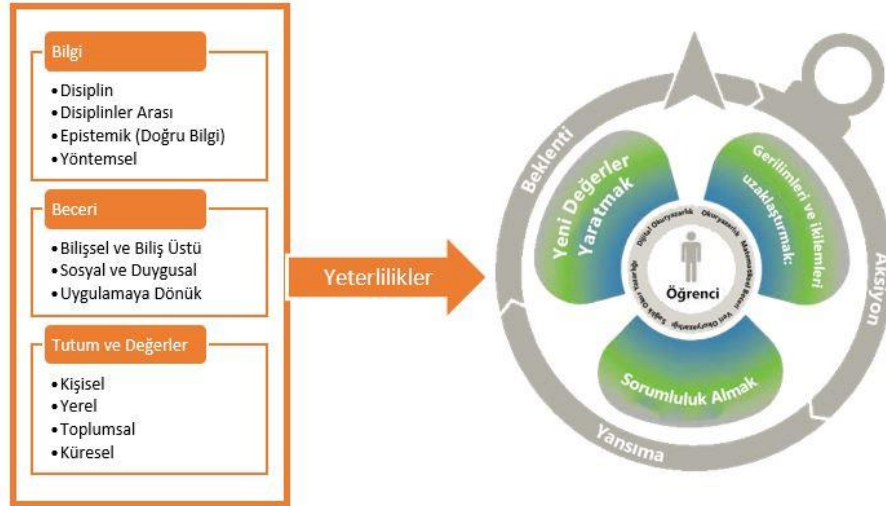 Bilgi
•Disiplin
•Disiplinler Arası
•Epistemik (Doğru Bilgi)
•Yöntemsel
Beceri
•Bilişsel ve Biliş Üstü
•Sosyal ve Duygusal
•Uygulamaya Dönük
Tutum ve Değerler
•Kişisel
•Yerel
•Toplumsal
•Küresel
Yeterlilikler
Beklenti
Aksiyon
Yansıma
Yeni Değerler
Yaratmak
Gerilimleri ve ikilemleri
uzaklaştırmak:
Sorumluluk Almak
Dijital Okuryazarlık
Okuryazarlık
Matematiksel Beceri
Veri Okuryazarlığı
Sağlık Okur Yazarlığı
Öğrenci